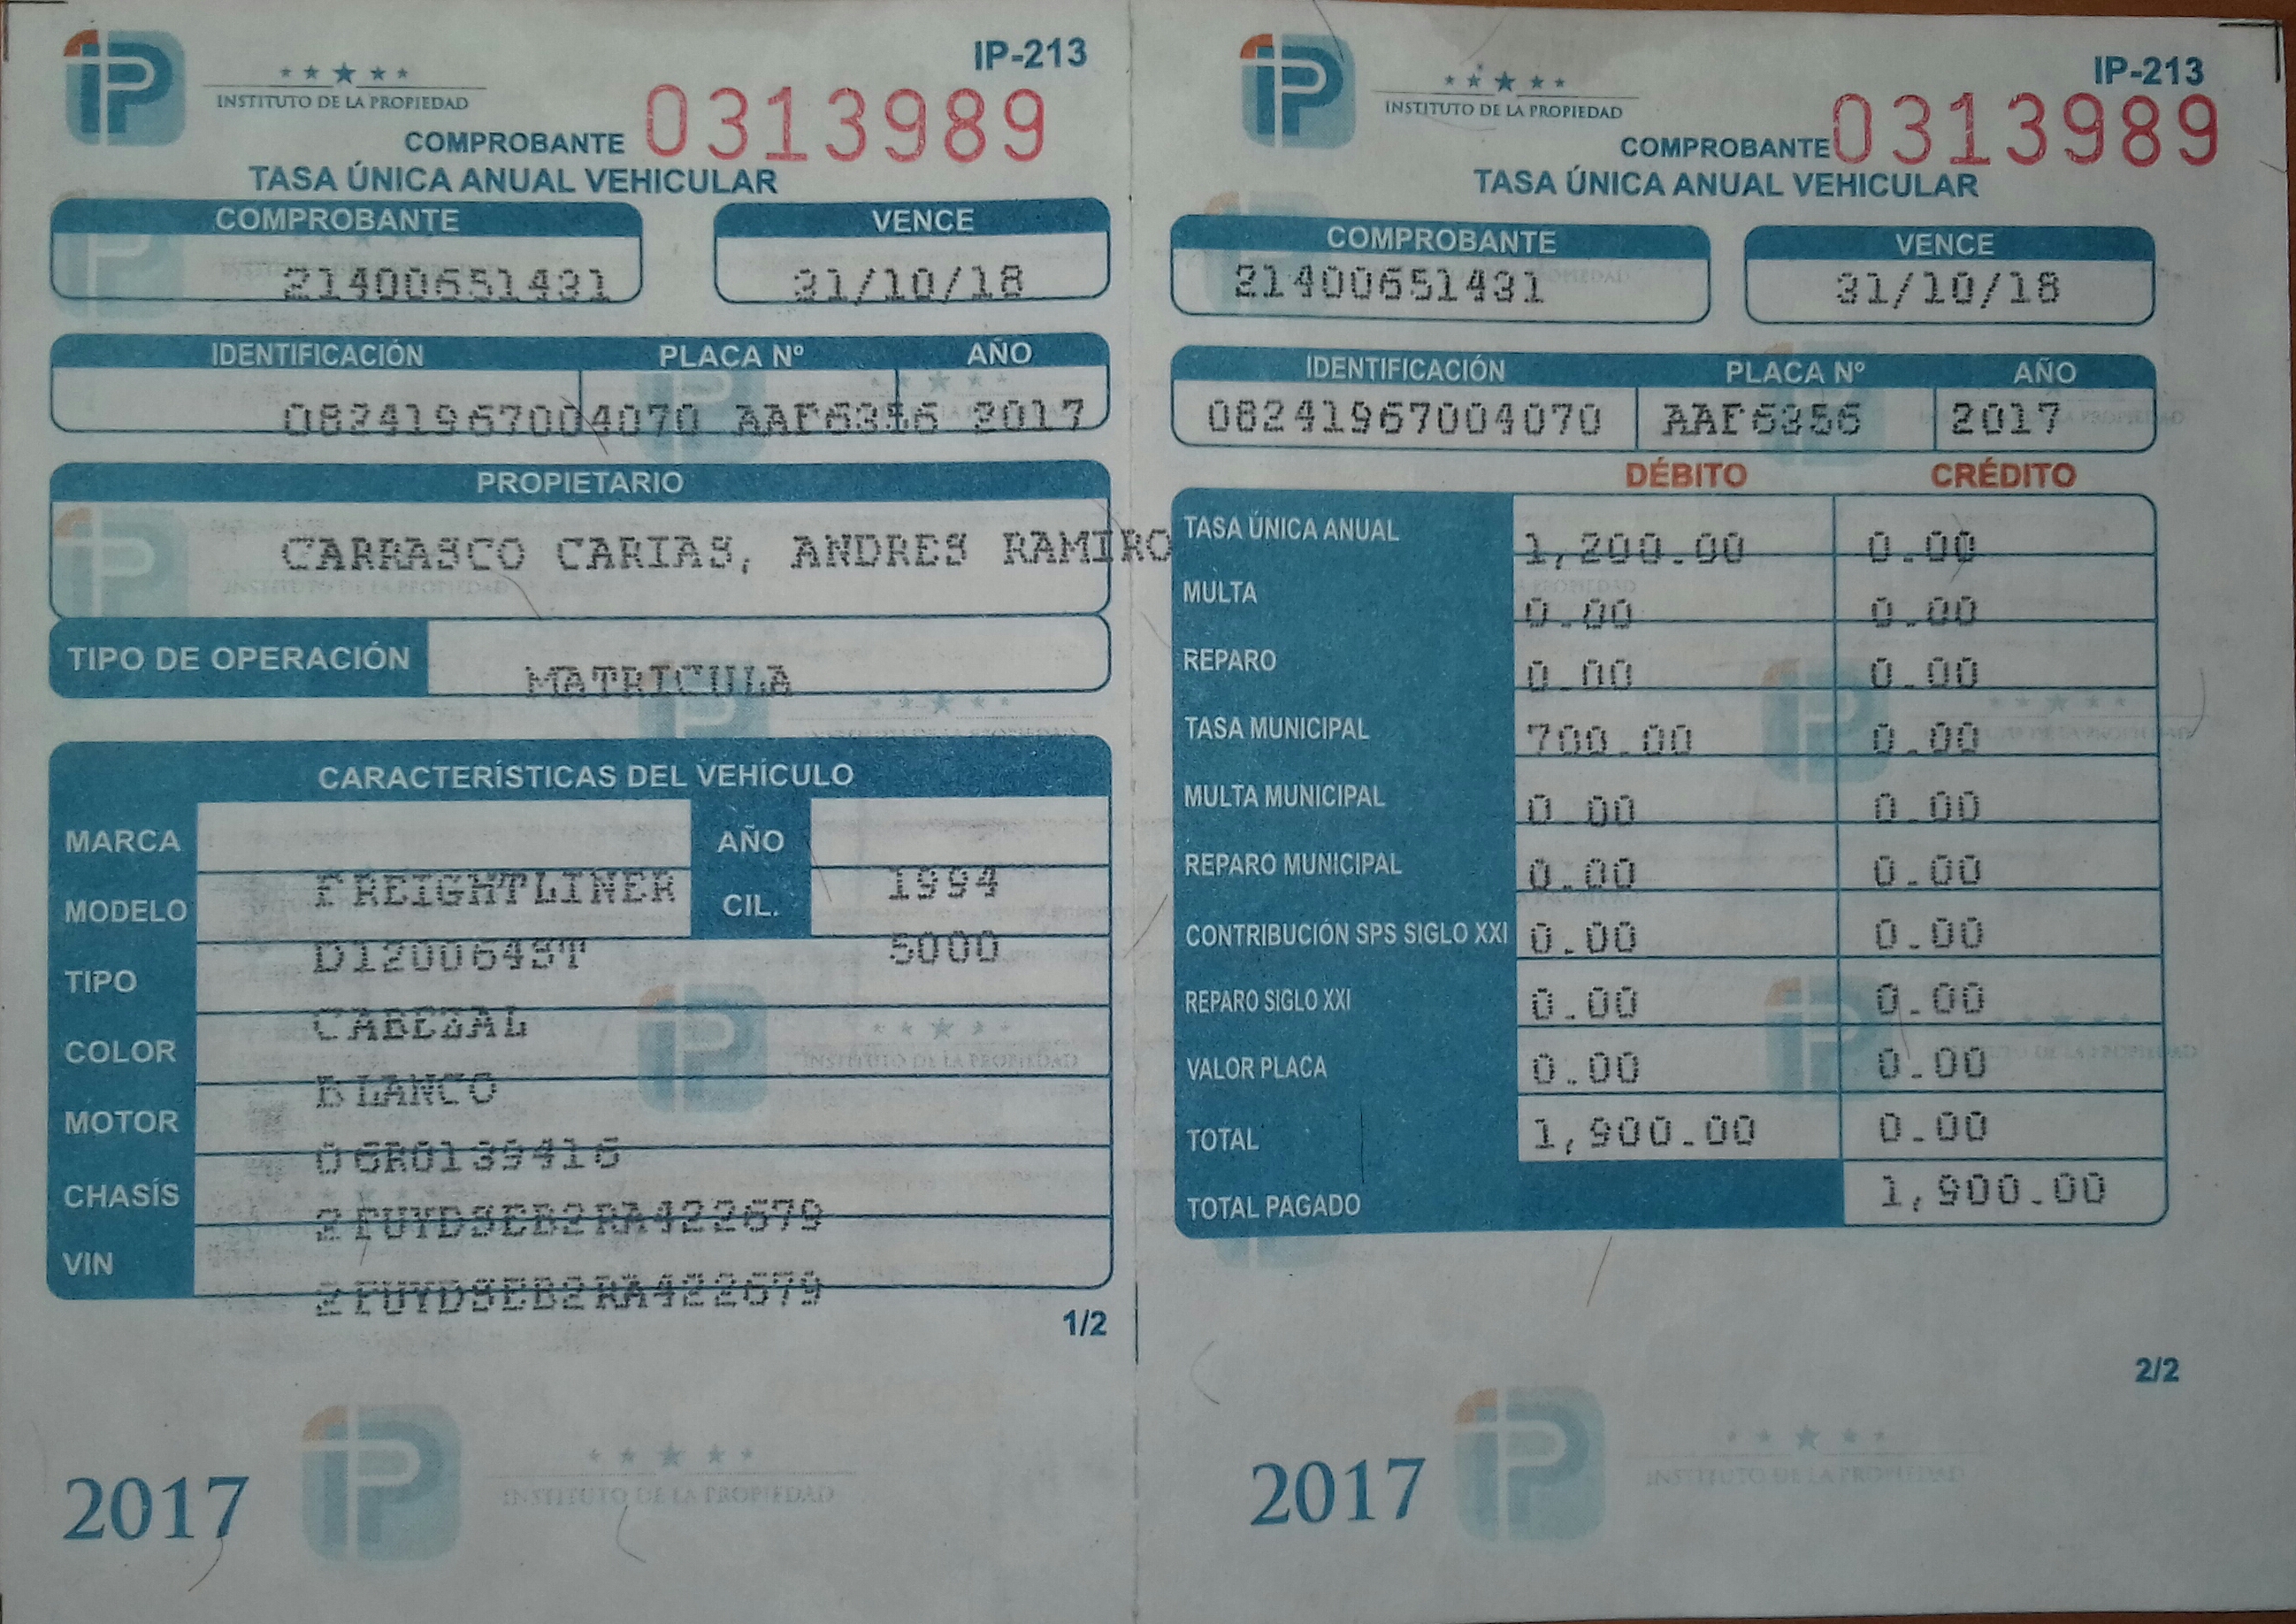 IP-213
INSTITUTO DE LA PROPIEDAD
COMPROBANTE 0313989
TASA ÚNICA ANUAL VEHICULAR
COMPROBANTE VENCE
21400651431 31/10/18
IDENTIFICACIÓN PLACA Nº AÑO
08241967004070 AAF6356 2017
PROPIETARIO
CARRASCO CARIAS, ANDRES RAMIRO
TIPO DE OPERACIÓN MATRICULA
CARACTERÍSTICAS DEL VEHÍCULO
MARCA FREIGHTLINER AÑO 1994
MODELO D120064ST CIL. 5000
TIPO CABEZAL
COLOR BLANCO
MOTOR 06R0139416
CHASÍS 2FUYDSEB2RA422679
VIN 2FUYDSEB2RA422679
1/2
2017
INSTITUTO DE LA PROPIEDAD
IP-213
INSTITUTO DE LA PROPIEDAD
COMPROBANTE 0313989
TASA ÚNICA ANUAL VEHICULAR
COMPROBANTE VENCE
21400651431 31/10/18
IDENTIFICACIÓN PLACA Nº AÑO
08241967004070 AAF6356 2017
DÉBITO CRÉDITO
TASA ÚNICA ANUAL 1,200.00 0.00
MULTA 0.00 0.00
REPARO 0.00 0.00
TASA MUNICIPAL 700.00 0.00
MULTA MUNICIPAL 0.00 0.00
REPARO MUNICIPAL 0.00 0.00
CONTRIBUCIÓN SPS SIGLO XXI 0.00 0.00
REPARO SIGLO XXI 0.00 0.00
VALOR PLACA 0.00 0.00
TOTAL 1,900.00 0.00
TOTAL PAGADO 1,900.00
2/2
2017
INSTITUTO DE LA PROPIEDAD